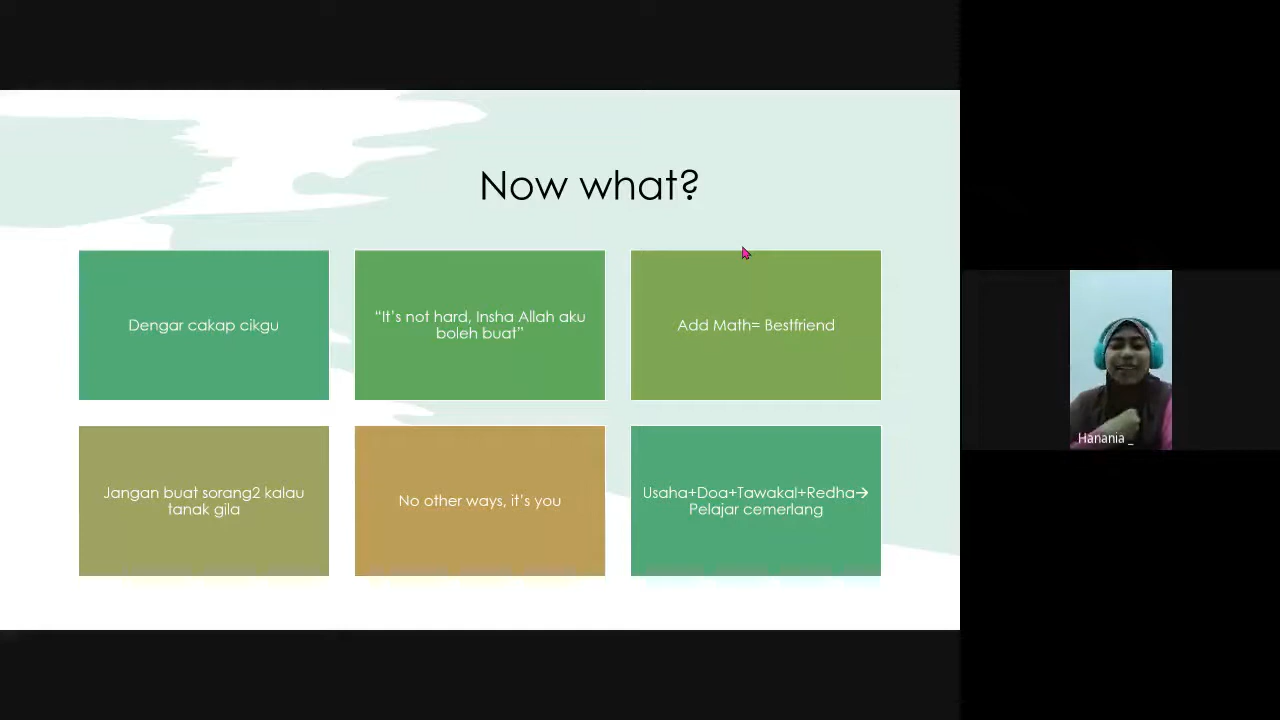 Now what?
Dengar cakap cikgu
“It’s not hard, Insha Allah aku
boleh buat”
Add Math= Bestfriend
Jangan buat sorang2 kalau
tanak gila
No other ways, it’s you
Usaha+Doa+Tawakal+Redha→
Pelajar cemerlang
Hanania _